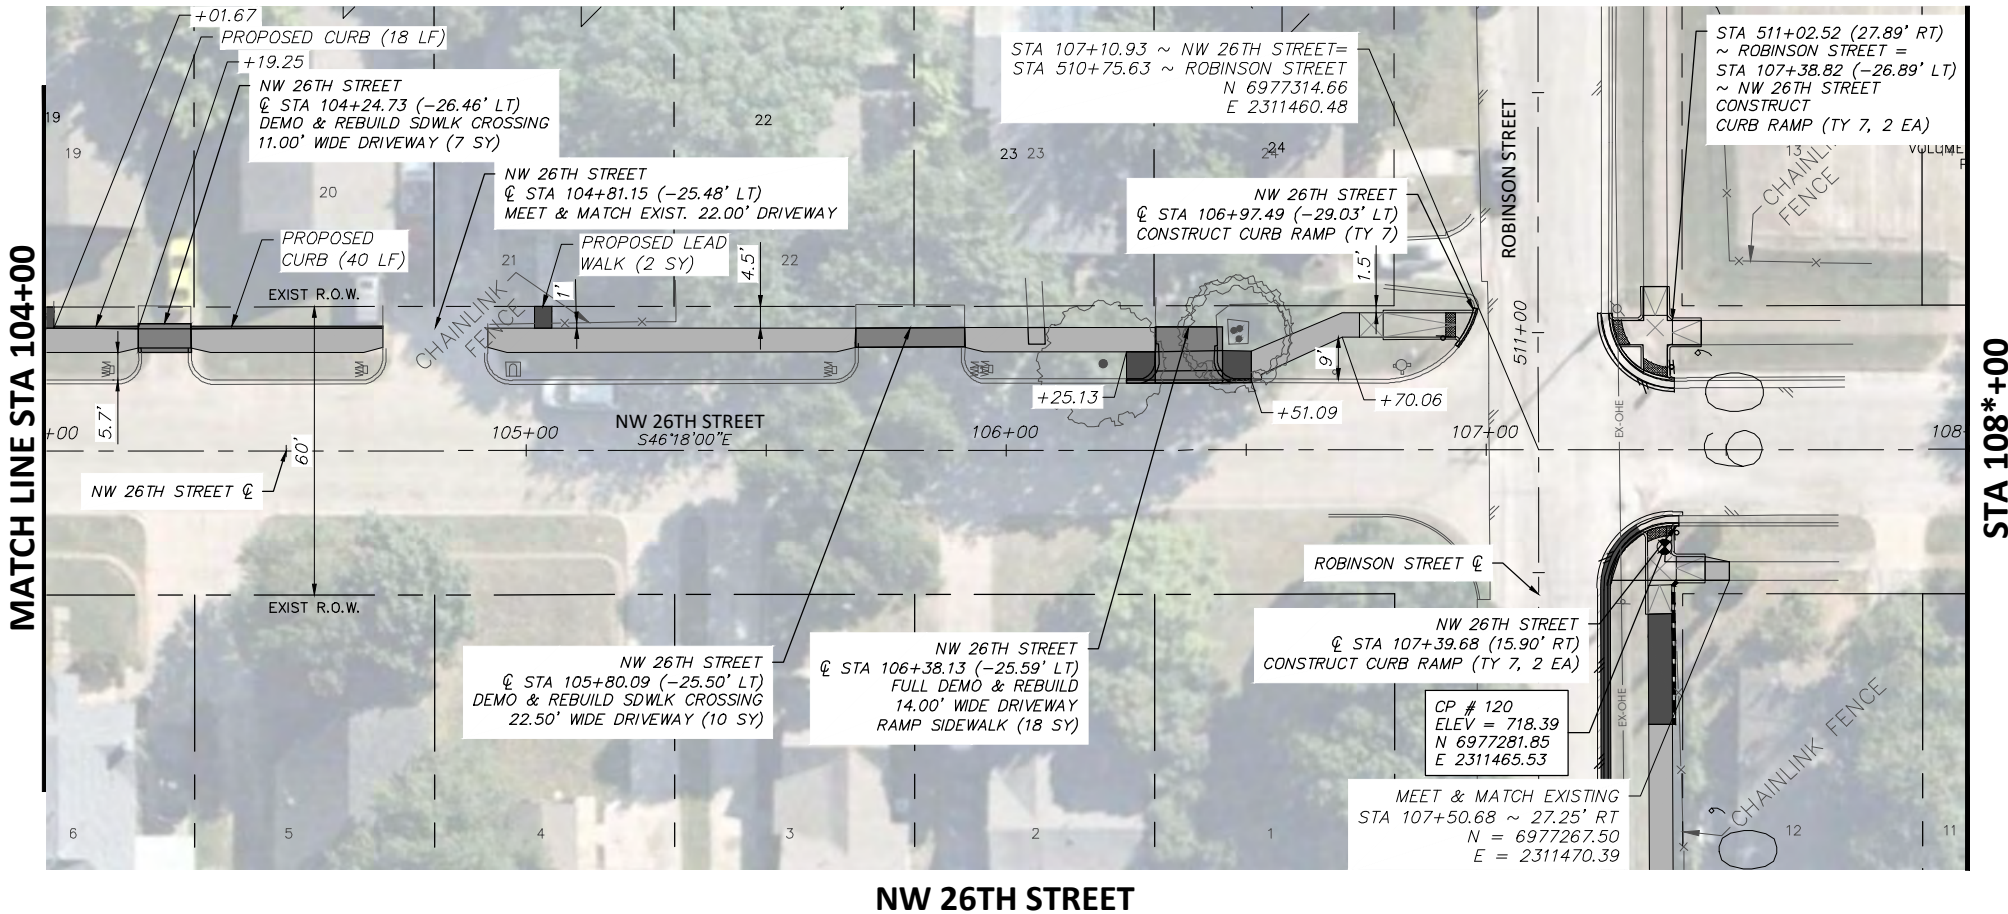 +01.67
PROPOSED CURB (18 LF)
+19.25
NW 26TH STREET
℄ STA 104+24.73 (-26.46' LT)
DEMO & REBUILD SDWLK CROSSING
11.00' WIDE DRIVEWAY (7 SY)
NW 26TH STREET
℄ STA 104+81.15 (-25.48' LT)
MEET & MATCH EXIST. 22.00' DRIVEWAY
STA 107+10.93 ~ NW 26TH STREET=
STA 510+75.63 ~ ROBINSON STREET
N 6977314.66
E 2311460.48
STA 511+02.52 (27.89' RT)
~ ROBINSON STREET =
STA 107+38.82 (-26.89' LT)
~ NW 26TH STREET
CONSTRUCT
CURB RAMP (TY 7, 2 EA)
NW 26TH STREET
℄ STA 106+97.49 (-29.03' LT)
CONSTRUCT CURB RAMP (TY 7)
ROBINSON STREET
511+00
19
19
20
21
22
22
23
23
24
24
13
VOLUME
F
CHAINLI
FENCE
PROPOSED
CURB (40 LF)
PROPOSED LEAD
WALK (2 SY)
EXIST R.O.W.
CHAINLINK
FENCE
1'
4.5'
1.5'
9'
WM
WM
WM
WM
WM
+25.13
+51.09
+70.06
5.7'
60'
MATCH LINE STA 104+00
STA 108*+00
+00
105+00
106+00
107+00
108
NW 26TH STREET
S46°18'00"E
NW 26TH STREET ℄
EX-OHE
6
9
6
ROBINSON STREET ℄
EXIST R.O.W.
NW 26TH STREET
℄ STA 105+80.09 (-25.50' LT)
DEMO & REBUILD SDWLK CROSSING
22.50' WIDE DRIVEWAY (10 SY)
NW 26TH STREET
℄ STA 106+38.13 (-25.59' LT)
FULL DEMO & REBUILD
14.00' WIDE DRIVEWAY
RAMP SIDEWALK (18 SY)
NW 26TH STREET
℄ STA 107+39.68 (15.90' RT)
CONSTRUCT CURB RAMP (TY 7, 2 EA)
CP # 120
ELEV = 718.39
N 6977281.85
E 2311465.53
EX-OHE
MEET & MATCH EXISTING
STA 107+50.68 ~ 27.25' RT
N = 6977267.50
E = 2311470.39
CHAINLINK FENCE
6
5
4
3
2
1
12
11
NW 26TH STREET